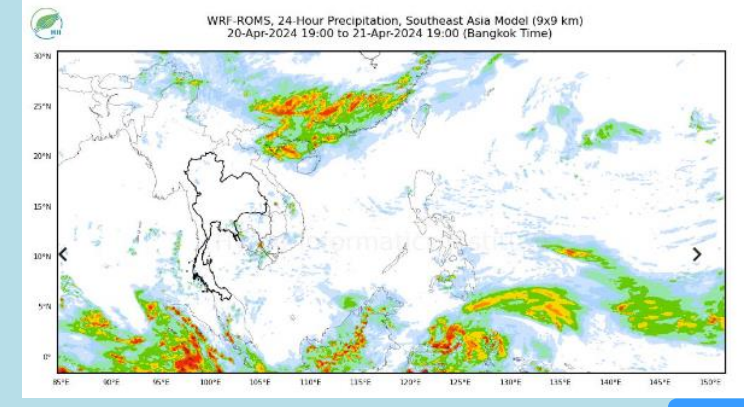 WRF-ROMS, 24-Hour Precipitation, Southeast Asia Model (9x9 km)
20-Apr-2024 19:00 to 21-Apr-2024 19:00 (Bangkok Time)
HII
30°N
25°N
20°N
15°N
10°N
5°N
0°
85°E 90°E 95°E 100°E 105°E 110°E 115°E 120°E 125°E 130°E 135°E 140°E 145°E 150°E